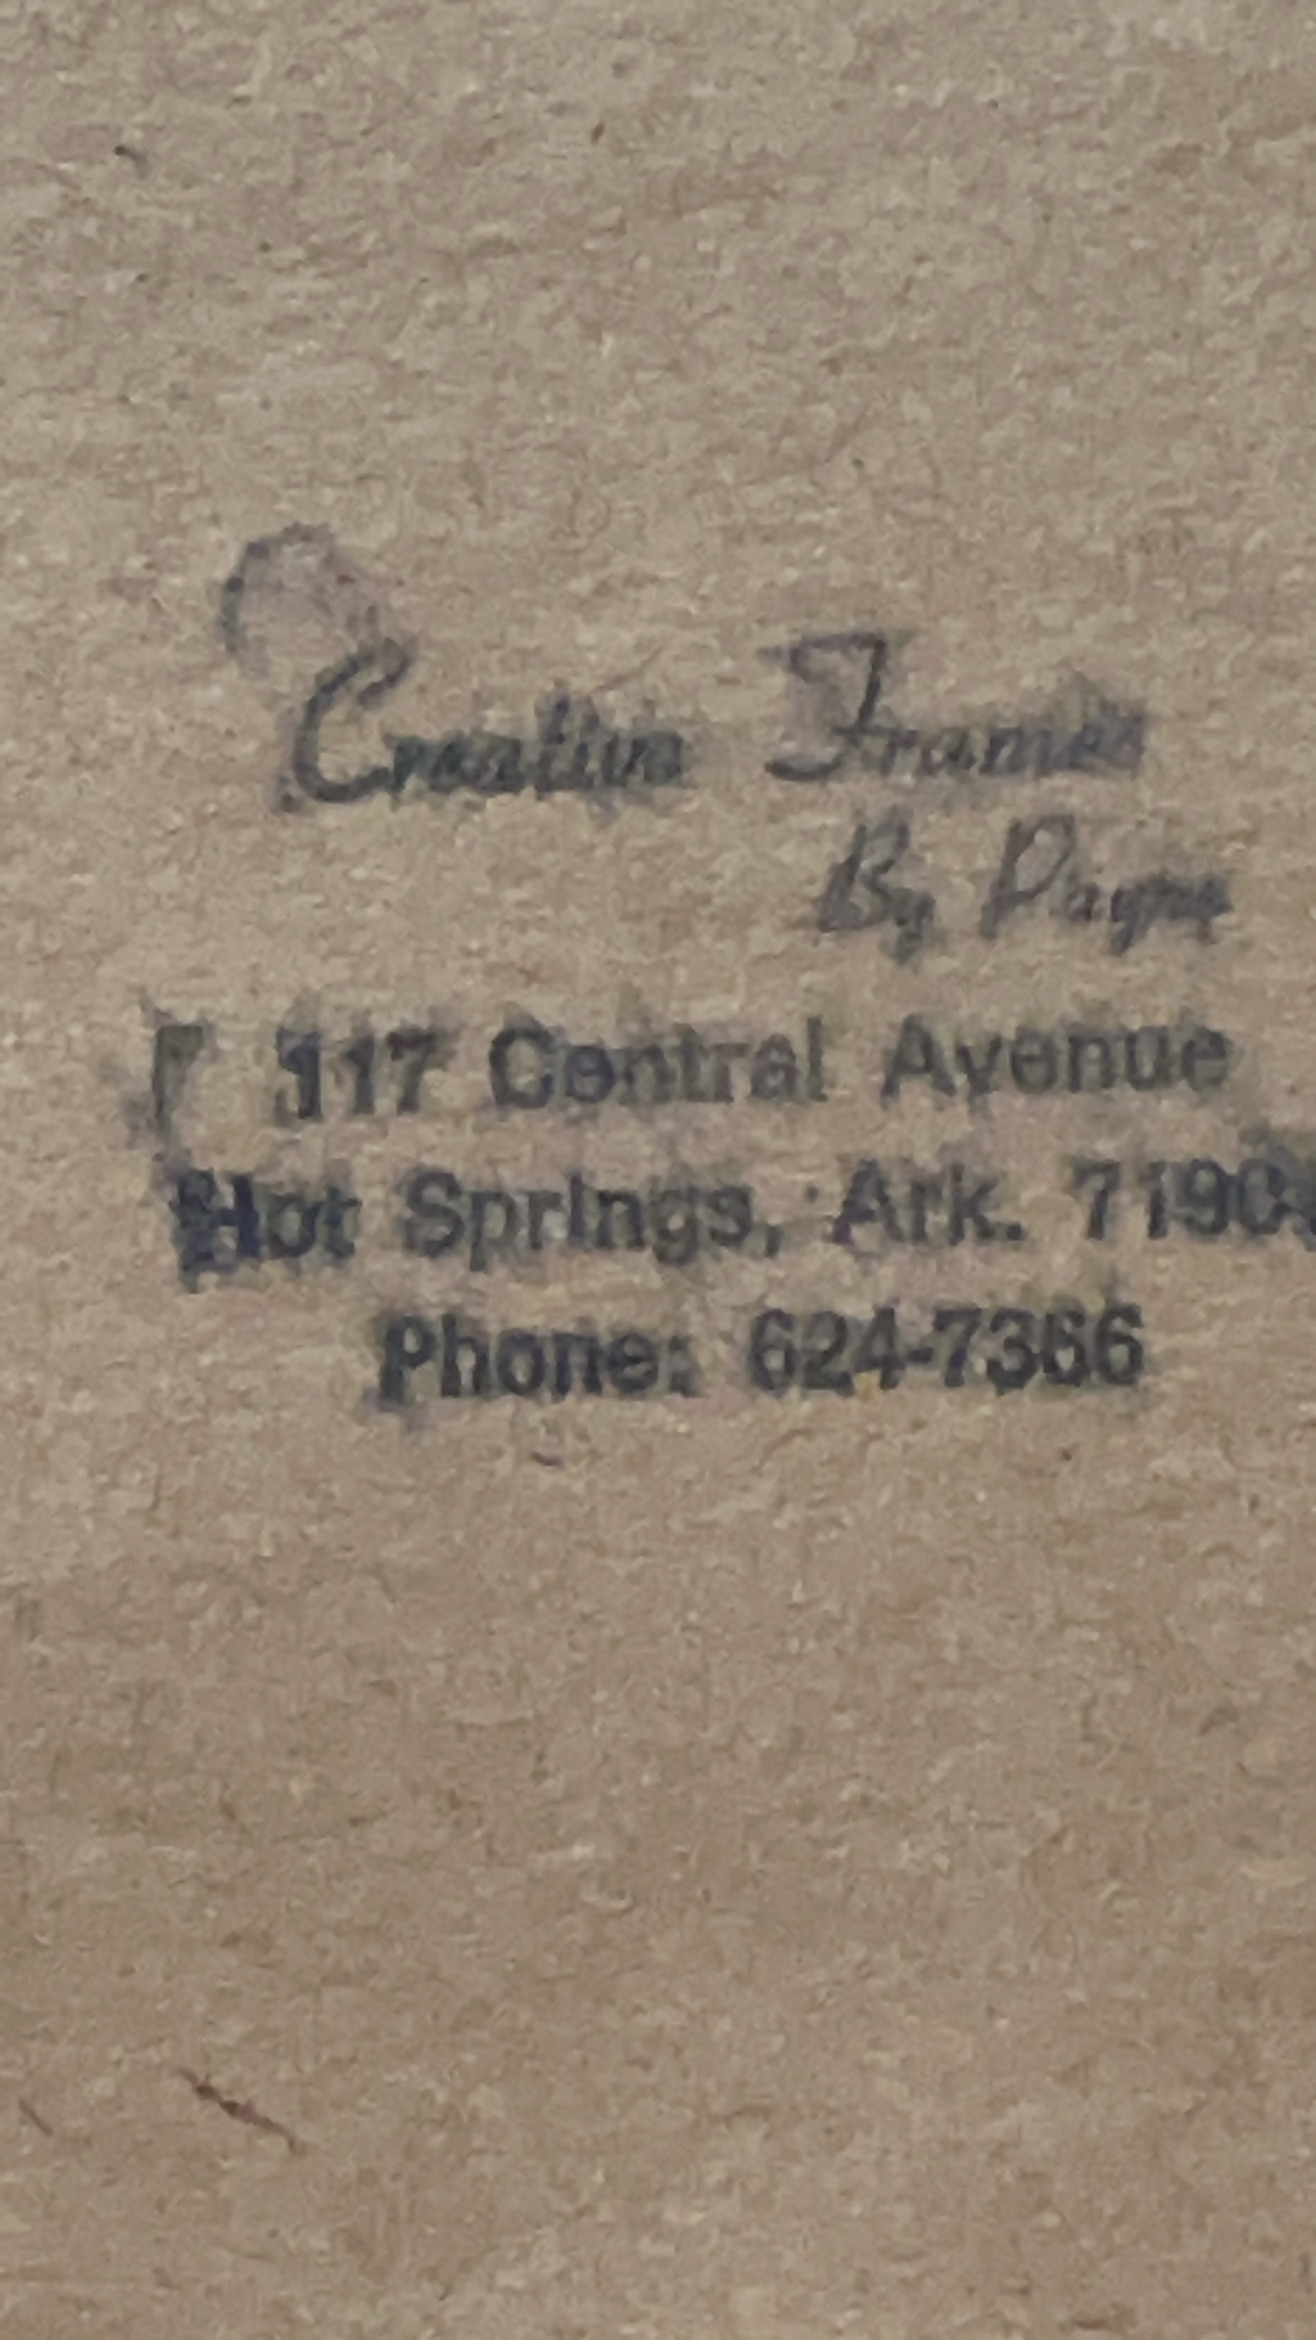 Creative Frames
By Payne
117 Central Avenue
Hot Springs, Ark.
Phone: 624-7366